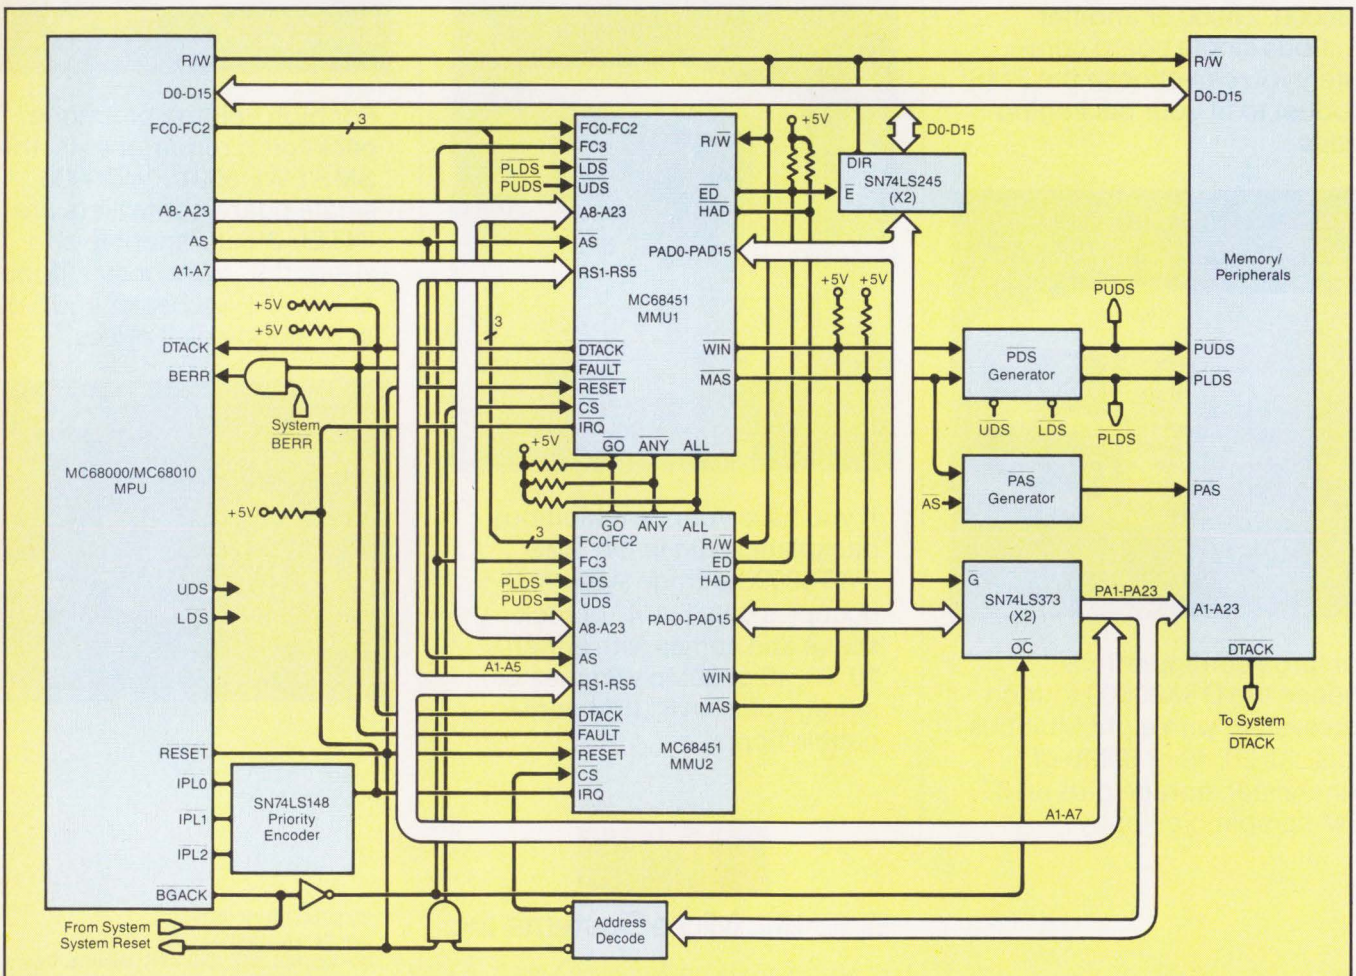 R/W
D0-D15
FC0-FC2
A8-A23
AS
A1-A7
+5V
+5V
DTACK
BERR
System
BERR
MC68000/MC68010
MPU
+5V
UDS
LDS
RESET
IPL0
IPL1
IPL2
BGACK
From System
System Reset
SN74LS148
Priority
Encoder
3
3
3
PLDS
PUDS
FC0-FC2
FC3
LDS
UDS
A8-A23
AS
RS1-RS5
DTACK
FAULT
RESET
CS
IRQ
R/W
ED
HAD
PAD0-PAD15
MC68451
MMU1
WIN
MAS
GO ANY ALL
+5V
GO ANY ALL
PLDS
PUDS
A1-A5
FC0-FC2
FC3
LDS
UDS
A8-A23
AS
RS1-RS5
DTACK
FAULT
RESET
CS
IRQ
R/W
ED
HAD
PAD0-PAD15
WIN
MAS
MC68451
MMU2
+5V
D0-D15
DIR
E
SN74LS245
(X2)
+5V
+5V
PUDS
PDS
Generator
UDS
LDS
PLDS
PAS
Generator
AS
G
SN74LS373
(X2)
OC
PA1-PA23
A1-A7
Address
Decode
R/W
D0-D15
Memory/
Peripherals
PUDS
PLDS
PAS
A1-A23
DTACK
To System
DTACK